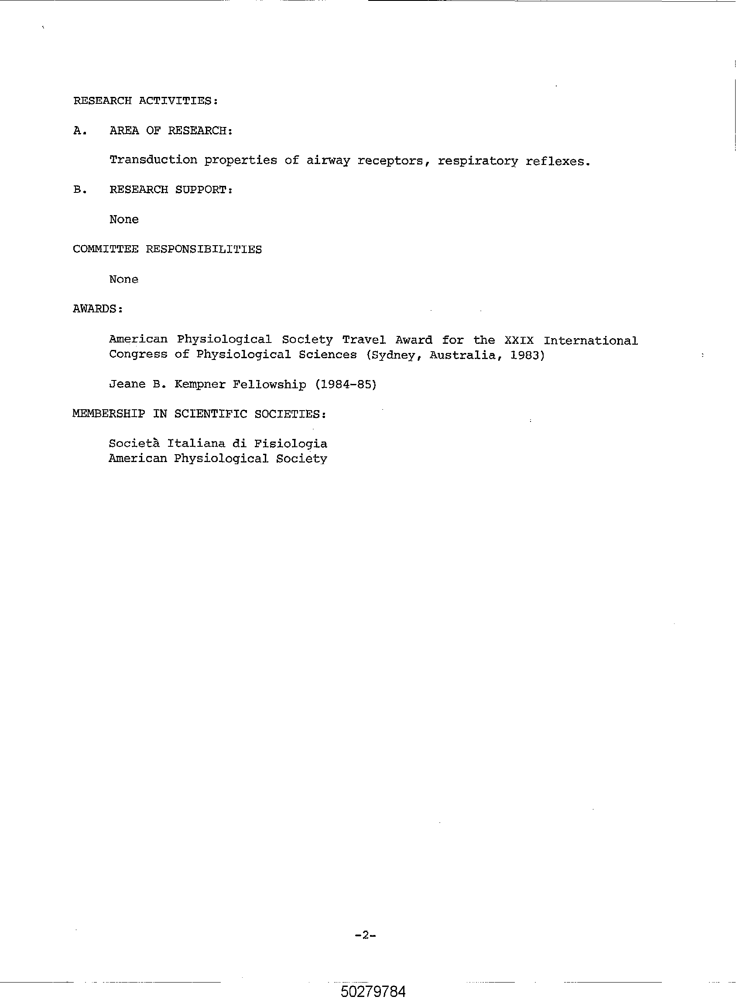 RESEARCH ACTIVITIES:
A. AREA OF RESEARCH:
Transduction properties of airway receptors, respiratory reflexes.
B. RESEARCH SUPPORT:
None
COMMITTEE RESPONSIBILITIES
None
AWARDS:
American Physiological Society Travel Award for the XXIX International
Congress of Physiological Sciences (Sydney, Australia, 1983)
Jeane B. Kempner Fellowship (1984-85)
MEMBERSHIP IN SCIENTIFIC SOCIETIES:
Società Italiana di Fisiologia
American Physiological Society
-2-
50279784